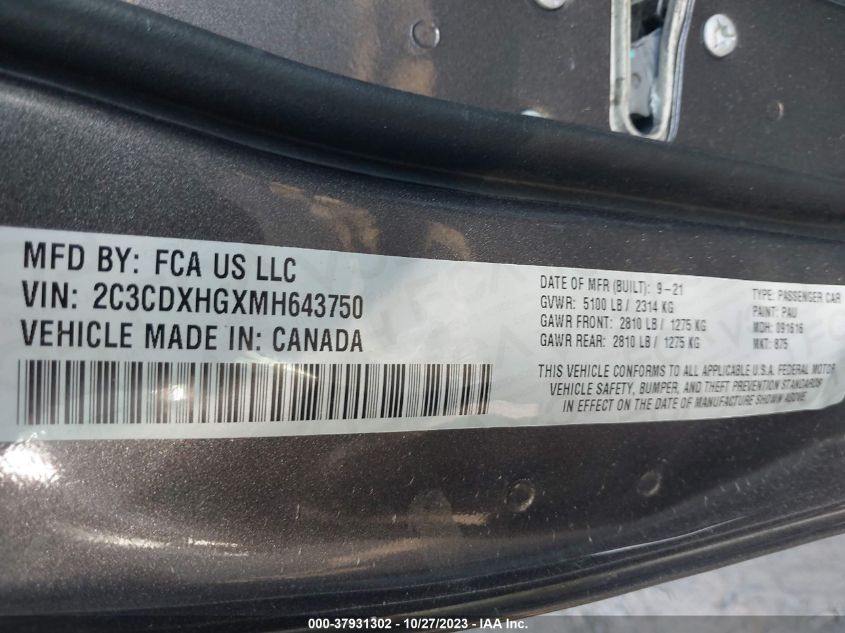 MFD BY: FCA US LLC
VIN: 2C3CDXHGXMH643750
VEHICLE MADE IN: CANADA
DATE OF MFR (BUILT): 9-21
GVWR: 5100 LB / 2314 KG
GAWR FRONT: 2810 LB / 1275 KG
GAWR REAR: 2810 LB / 1275 KG
TYPE: PASSENGER CAR
PAINT: PAU
MDH: 091616
MKT: 875
THIS VEHICLE CONFORMS TO ALL APPLICABLE U.S.A. FEDERAL MOTOR
VEHICLE SAFETY, BUMPER, AND THEFT PREVENTION STANDARDS
IN EFFECT ON THE DATE OF MANUFACTURE SHOWN ABOVE.
000-37931302 - 10/27/2023 - © IAA Inc.